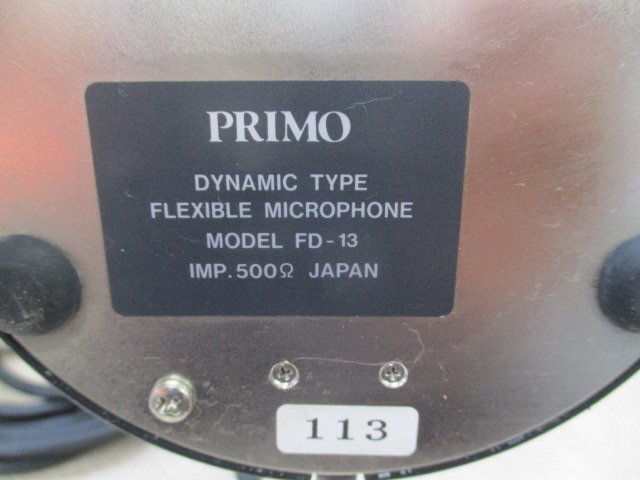 PRIMO
DYNAMIC TYPE
FLEXIBLE MICROPHONE
MODEL FD-13
IMP.500Ω JAPAN
113